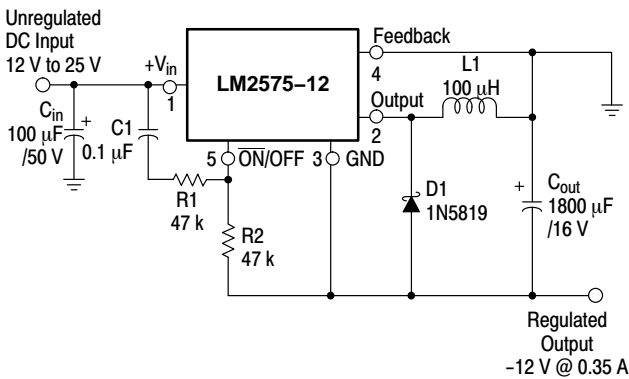 Unregulated
DC Input
12 V to 25 V
+Vin
1
LM2575–12
Feedback
4
Output
2
L1
100 μH
Cin
100 μF
/50 V
+
C1
0.1 μF
5
ON/OFF
3
GND
R1
47 k
R2
47 k
D1
1N5819
+
Cout
1800 μF
/16 V
Regulated
Output
–12 V @ 0.35 A